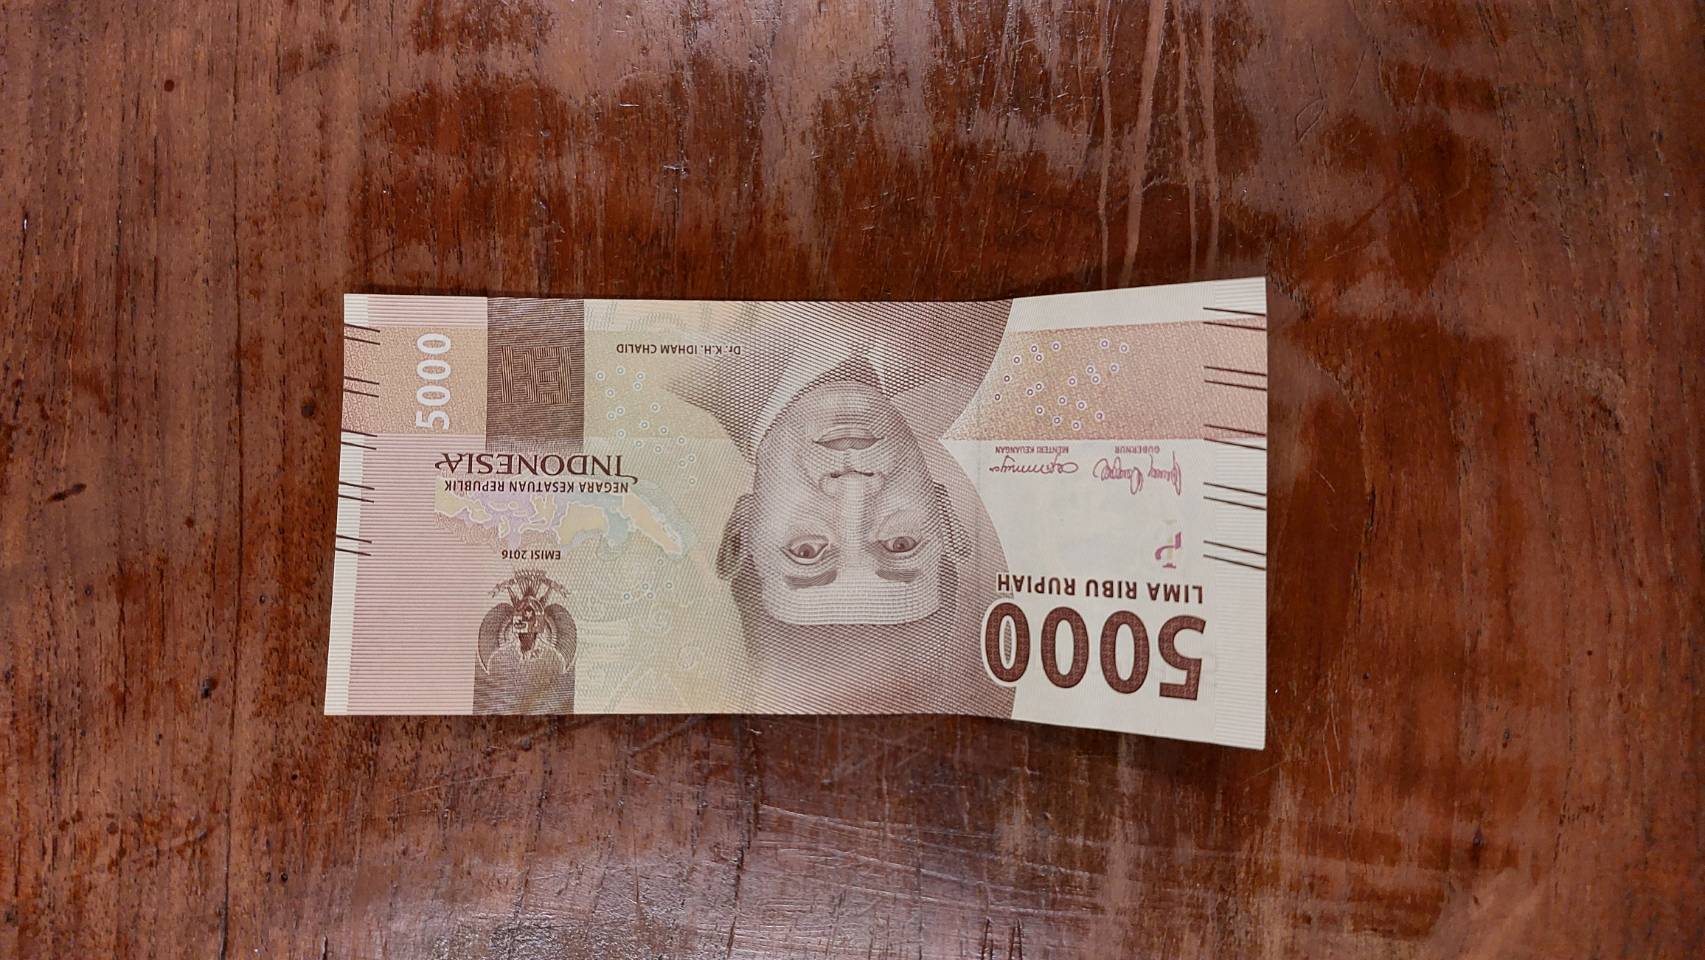 5000
LIMA RIBU RUPIAH
GUBERNUR
MENTERI KEUANGAN
EMISI 2016
NEGARA KESATUAN REPUBLIK
INDONESIA
Dr. K.H. IDHAM CHALID
5000